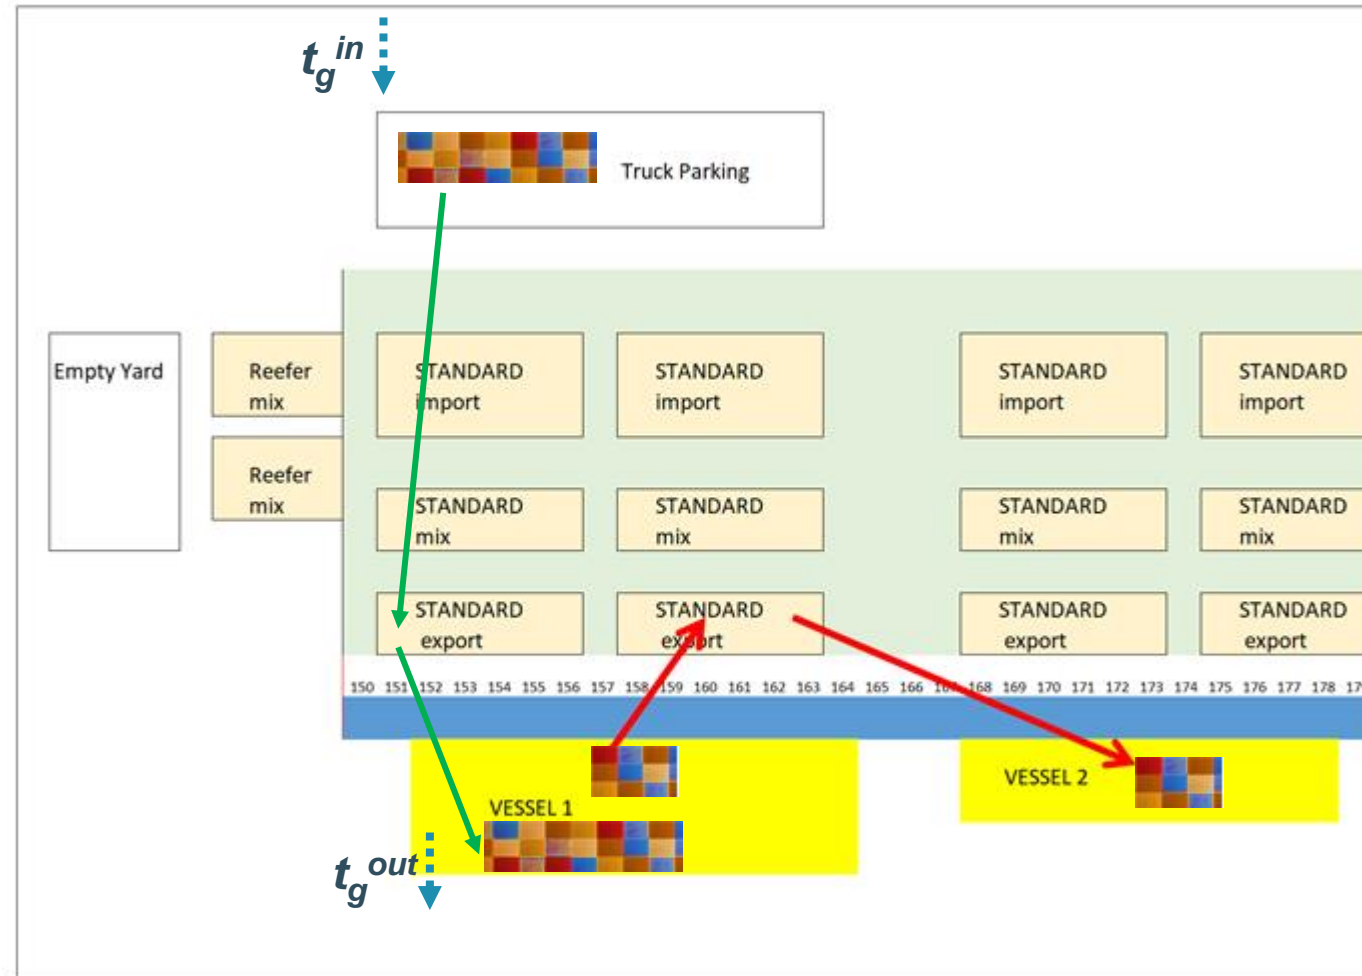 t_g^in
Truck Parking
Empty Yard
Reefer
mix
STANDARD
import
STANDARD
import
STANDARD
import
STANDARD
import
Reefer
mix
STANDARD
mix
STANDARD
mix
STANDARD
mix
STANDARD
mix
STANDARD
export
STANDARD
export
STANDARD
export
STANDARD
export
150 151 152 153 154 155 156 157 158 159 160 161 162 163 164 165 166 167 168 169 170 171 172 173 174 175 176 177 178
VESSEL 1
VESSEL 2
t_g^out